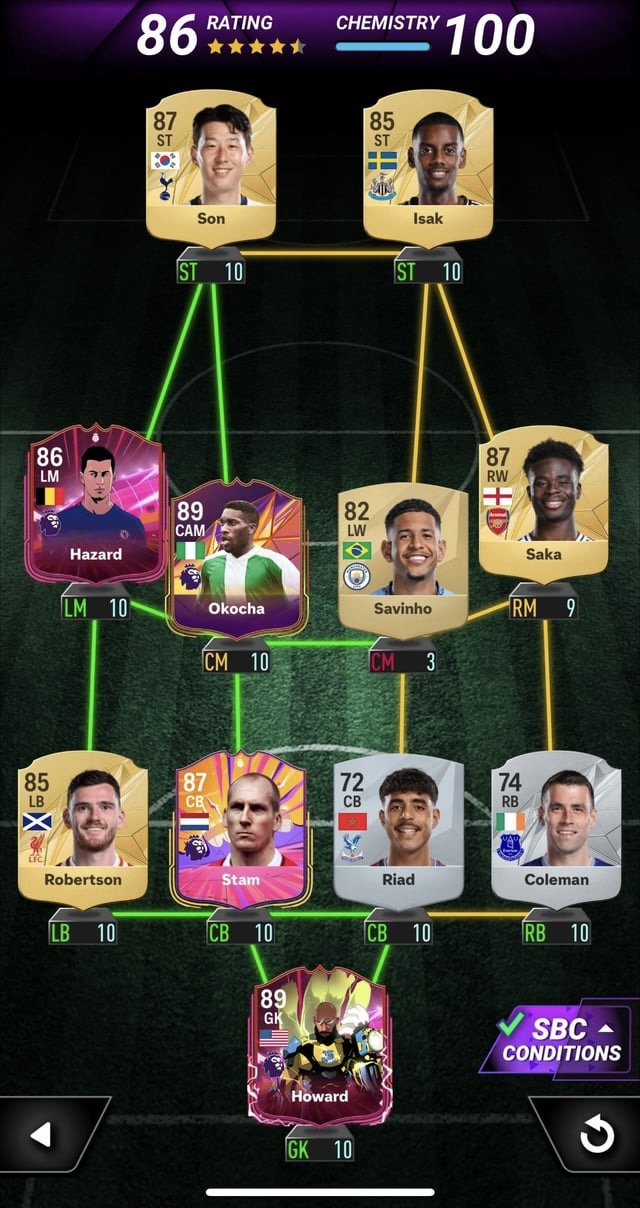 86 RATING CHEMISTRY 100
87
ST
Son
85
ST
Isak
ST 10
ST 10
86
LM
Hazard
89
CAM
Okocha
82
LW
Savinho
87
RW
Arsenal
Saka
LM 10
CM 10
CM 3
RM 9
85
LB
L.F.C.
Robertson
87
CB
Stam
72
CB
Riad
74
RB
Everton
Coleman
LB 10
CB 10
CB 10
RB 10
89
GK
Howard
GK 10
SBC
CONDITIONS